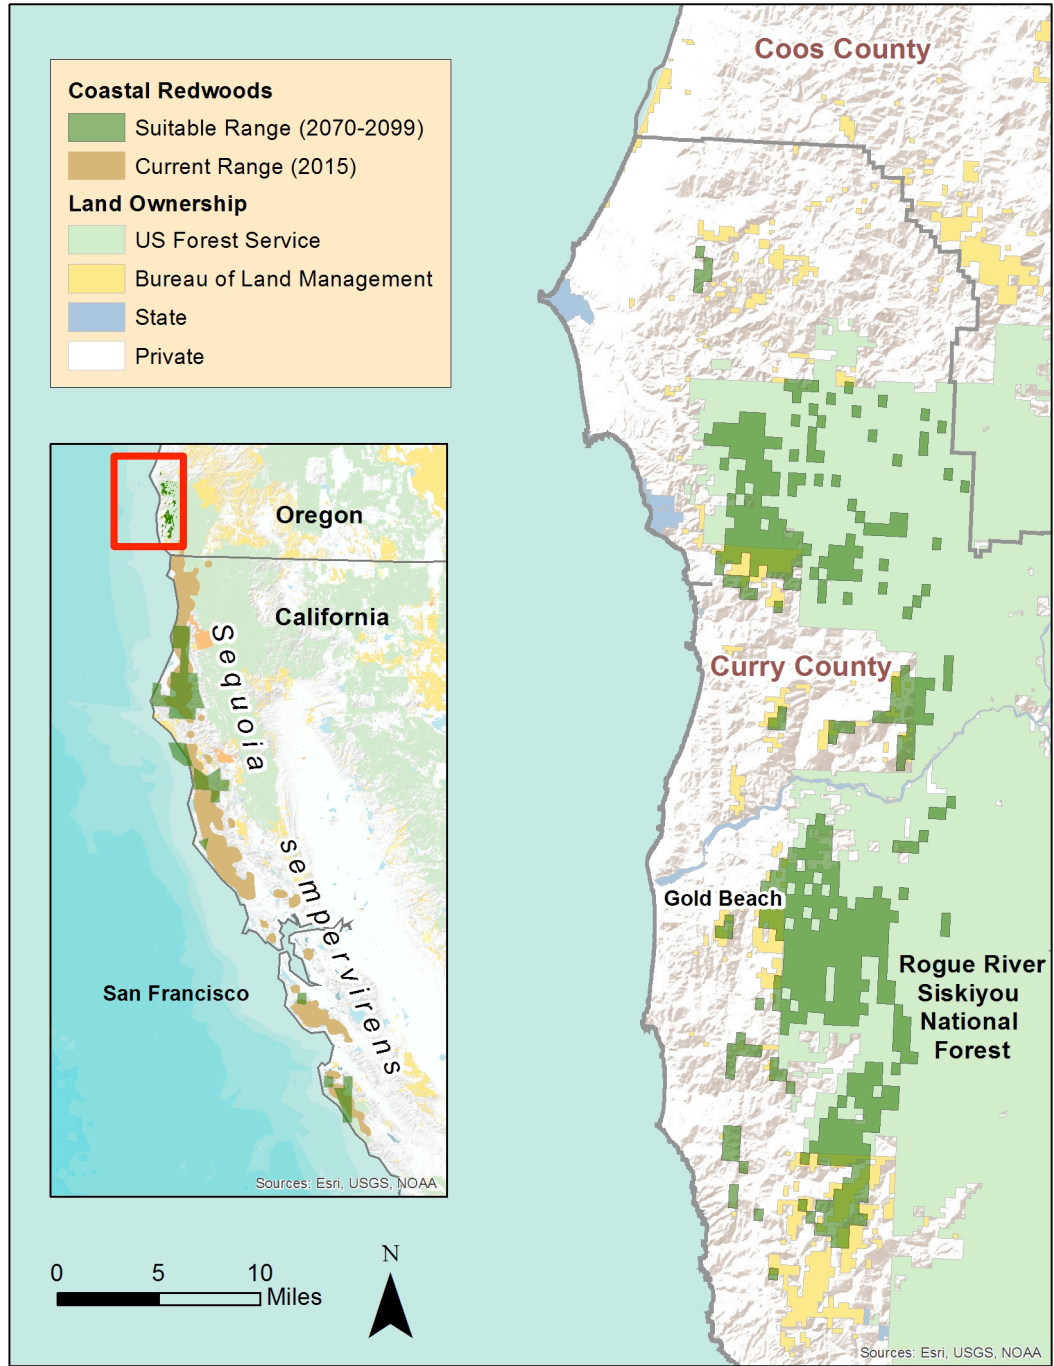 Coastal Redwoods
Suitable Range (2070-2099)
Current Range (2015)
Land Ownership
US Forest Service
Bureau of Land Management
State
Private
Coos County
Curry County
Gold Beach
Rogue River
Siskiyou
National
Forest
Sources: Esri, USGS, NOAA
Oregon
California
Sequoia
sempervirens
San Francisco
Sources: Esri, USGS, NOAA
0 5 10
Miles
N